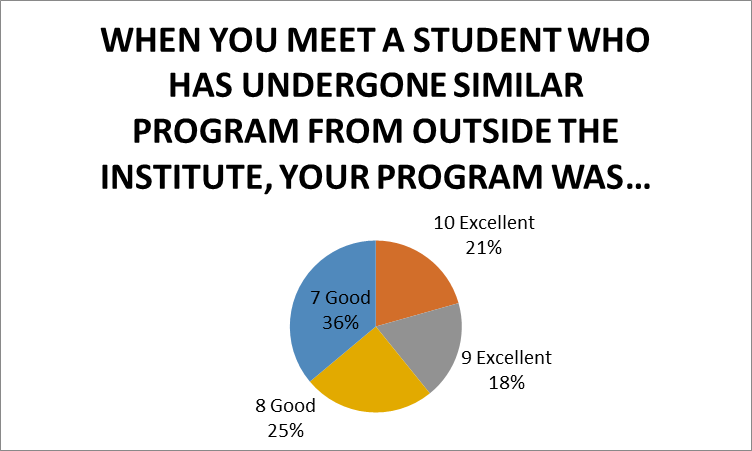 WHEN YOU MEET A STUDENT WHO
HAS UNDERGONE SIMILAR
PROGRAM FROM OUTSIDE THE
INSTITUTE, YOUR PROGRAM WAS...
10 Excellent
21%
7 Good
36%
9 Excellent
18%
8 Good
25%